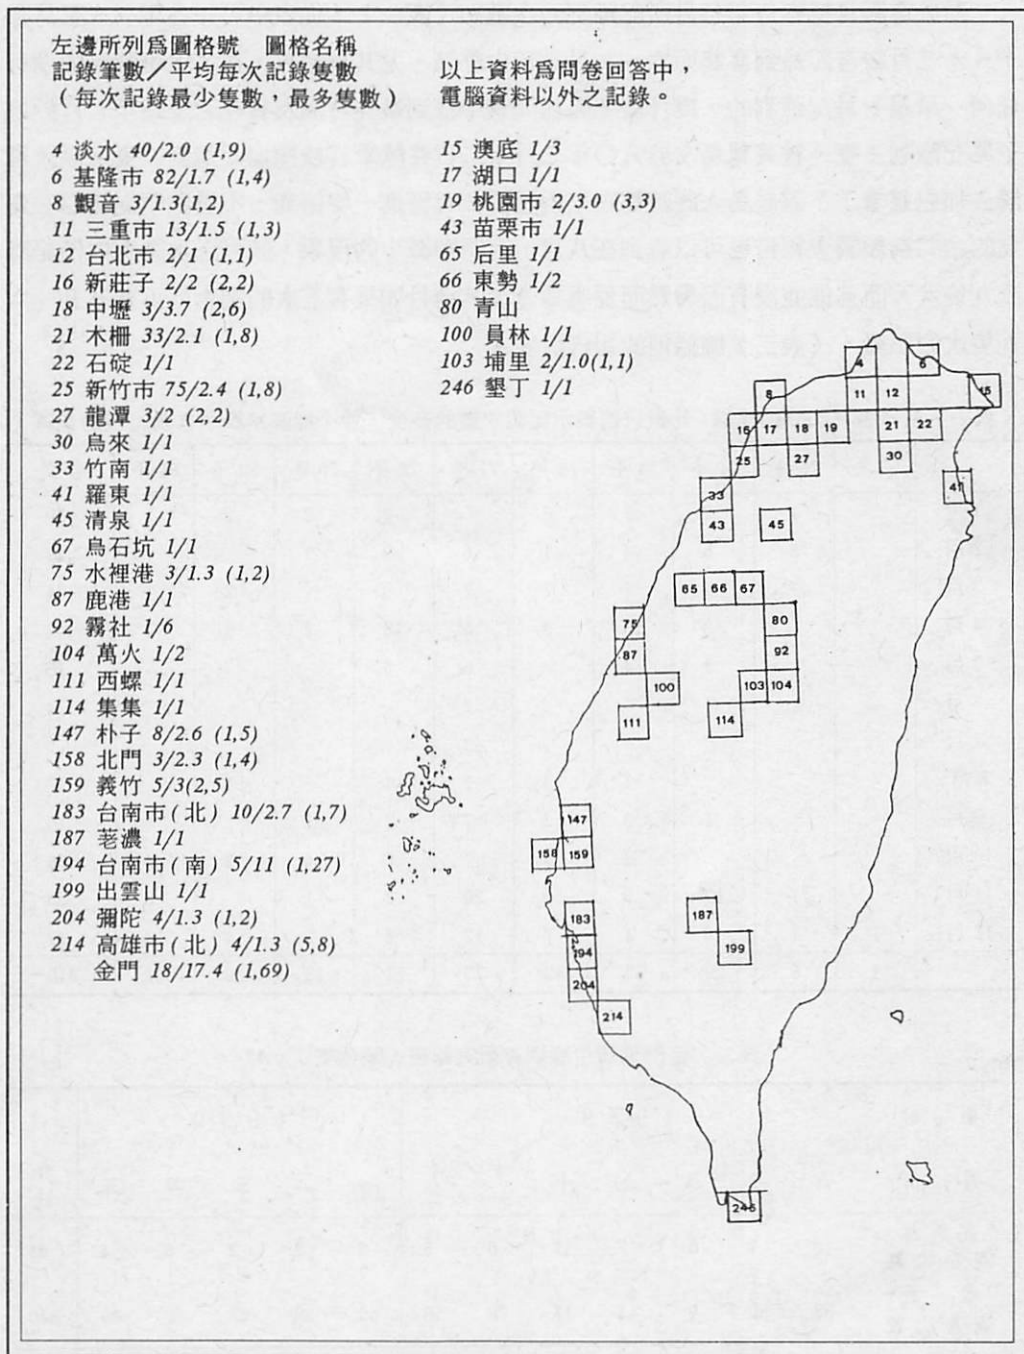 左邊所列爲圖格號　圖格名稱
記錄筆數／平均每次記錄隻數
（每次記錄最少隻數，最多隻數）
4 淡水 40/2.0 (1,9)
6 基隆市 82/1.7 (1,4)
8 觀音 3/1.3(1,2)
11 三重市 13/1.5 (1,3)
12 台北市 2/1 (1,1)
16 新莊子 2/2 (2,2)
18 中壢 3/3.7 (2,6)
21 木柵 33/2.1 (1,8)
22 石碇 1/1
25 新竹市 75/2.4 (1,8)
27 龍潭 3/2 (2,2)
30 烏來 1/1
33 竹南 1/1
41 羅東 1/1
45 清泉 1/1
67 烏石坑 1/1
75 水裡港 3/1.3 (1,2)
87 鹿港 1/1
92 霧社 1/6
104 萬火 1/2
111 西螺 1/1
114 集集 1/1
147 朴子 8/2.6 (1,5)
158 北門 3/2.3 (1,4)
159 義竹 5/3(2,5)
183 台南市(北) 10/2.7 (1,7)
187 荖濃 1/1
194 台南市(南) 5/11 (1,27)
199 出雲山 1/1
204 彌陀 4/1.3 (1,2)
214 高雄市(北) 4/1.3 (5,8)
金門 18/17.4 (1,69)
以上資料爲問卷回答中，
電腦資料以外之記錄。
15 澳底 1/3
17 湖口 1/1
19 桃園市 2/3.0 (3,3)
43 苗栗市 1/1
65 后里 1/1
66 東勢 1/2
80 青山
100 員林 1/1
103 埔里 2/1.0(1,1)
246 墾丁 1/1
4 6
8 11 12 15
16 17 18 19 21 22
25 27 30
33 41
43 45
65 66 67
75 80
87 92
100 103 104
111 114
147
158 159
183 187
194 199
204
214
246